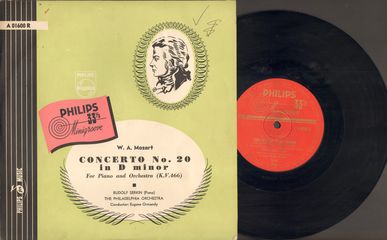 A 01600 R
PHILIPS
PHILIPS
33⅓
Minigroove
W. A. Mozart
CONCERTO No. 20
in D minor
For Piano and Orchestra (K.V.466)
RUDOLF SERKIN (Piano)
THE PHILADELPHIA ORCHESTRA
Conductor: Eugene Ormandy
PHILIPS
MUSIC
PHILIPS
33⅓